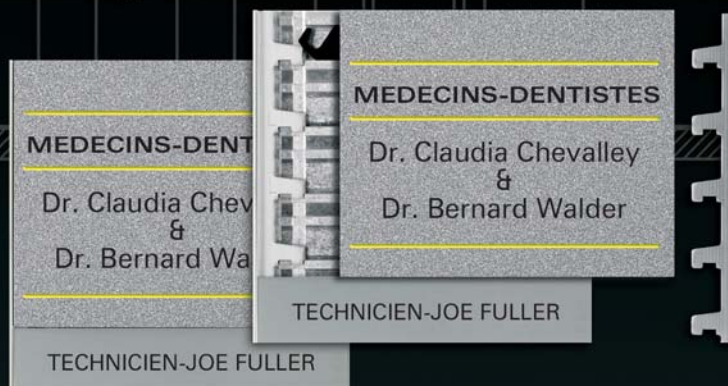 MEDECINS-DENT
Dr. Claudia Chev
&
Dr. Bernard Wa
TECHNICIEN-JOE FULLER
MEDECINS-DENTISTES
Dr. Claudia Chevalley
&
Dr. Bernard Walder
TECHNICIEN-JOE FULLER